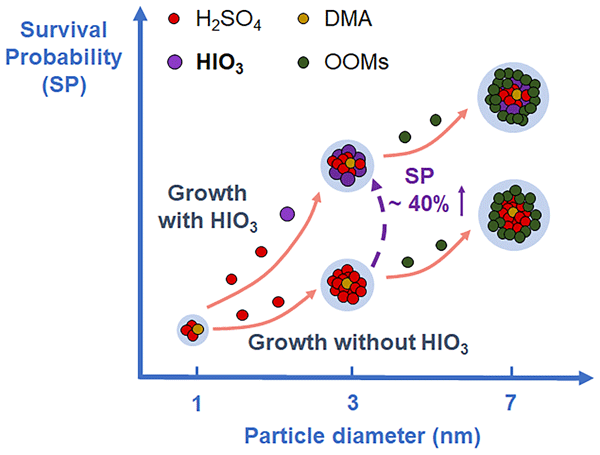 Survival
Probability
(SP)
H₂SO₄
DMA
HIO₃
OOMs
Growth
with HIO₃
SP
~ 40%
Growth without HIO₃
1
3
7
Particle diameter (nm)